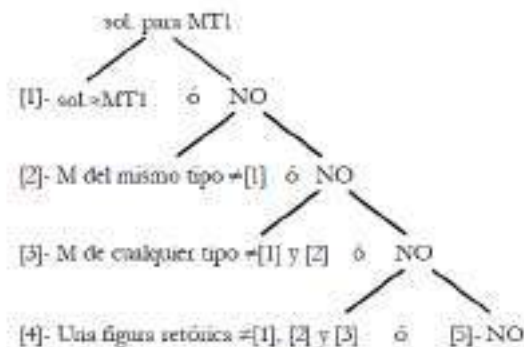 sol. para MT1
[1]- sol.=MT1 ó NO
[2]- M del mismo tipo ≠[1] ó NO
[3]- M de cualquier tipo ≠[1] y [2] ó NO
[4]- Una figura retórica ≠[1], [2] y [3] ó [5]- NO